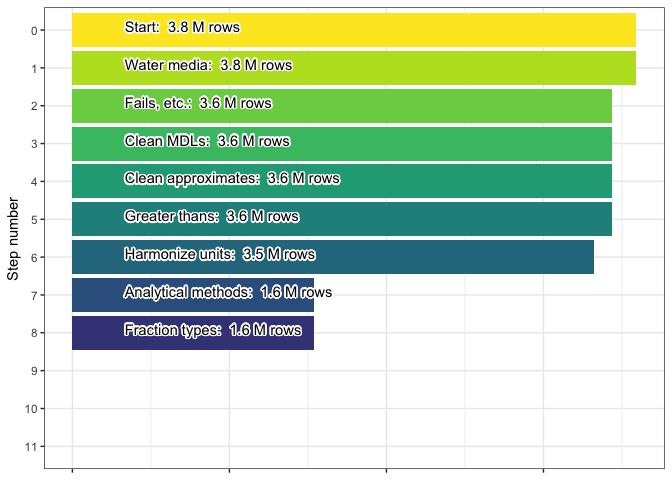 0
Start:  3.8 M rows
1
Water media:  3.8 M rows
2
Fails, etc.:  3.6 M rows
3
Clean MDLs:  3.6 M rows
4
Clean approximates:  3.6 M rows
5
Greater thans:  3.6 M rows
6
Harmonize units:  3.5 M rows
7
Analytical methods:  1.6 M rows
8
Fraction types:  1.6 M rows
9
10
11
Step number